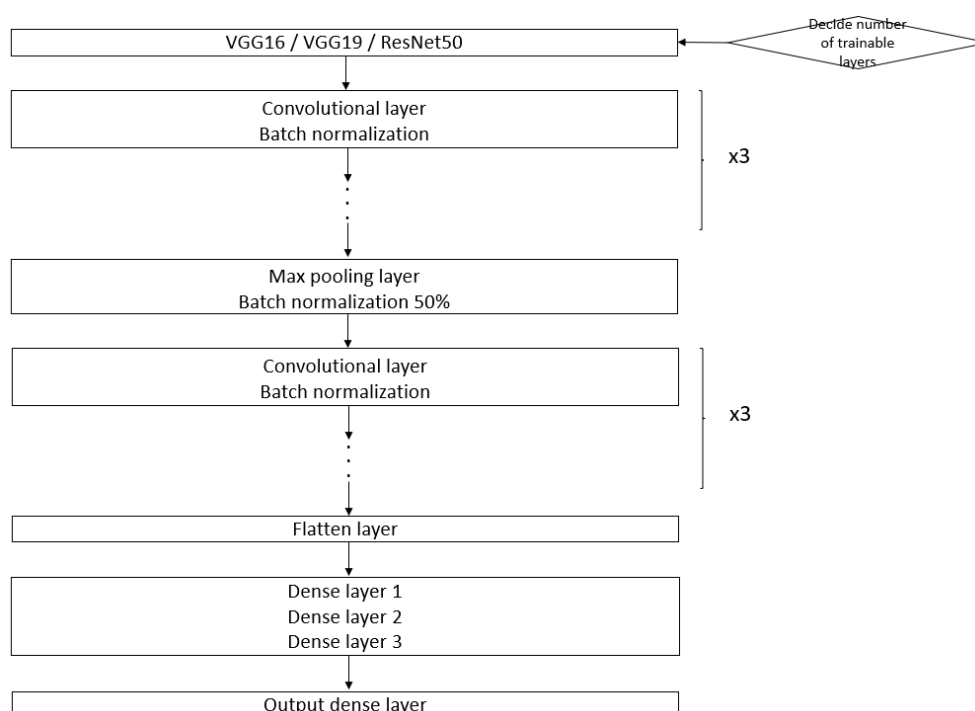 VGG16 / VGG19 / ResNet50
Decide number
of trainable
layers
Convolutional layer
Batch normalization
x3
Max pooling layer
Batch normalization 50%
Convolutional layer
Batch normalization
x3
Flatten layer
Dense layer 1
Dense layer 2
Dense layer 3
Output dense layer